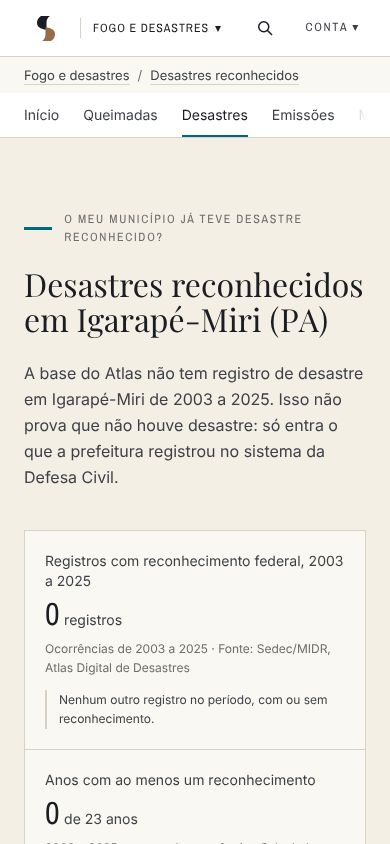 FOGO E DESASTRES ▾
CONTA ▾
Fogo e desastres / Desastres reconhecidos
Início Queimadas Desastres Emissões
O MEU MUNICÍPIO JÁ TEVE DESASTRE
RECONHECIDO?
Desastres reconhecidos
em Igarapé-Miri (PA)
A base do Atlas não tem registro de desastre
em Igarapé-Miri de 2003 a 2025. Isso não
prova que não houve desastre: só entra o
que a prefeitura registrou no sistema da
Defesa Civil.
Registros com reconhecimento federal, 2003
a 2025
0 registros
Ocorrências de 2003 a 2025 · Fonte: Sedec/MIDR,
Atlas Digital de Desastres
Nenhum outro registro no período, com ou sem
reconhecimento.
Anos com ao menos um reconhecimento
0 de 23 anos